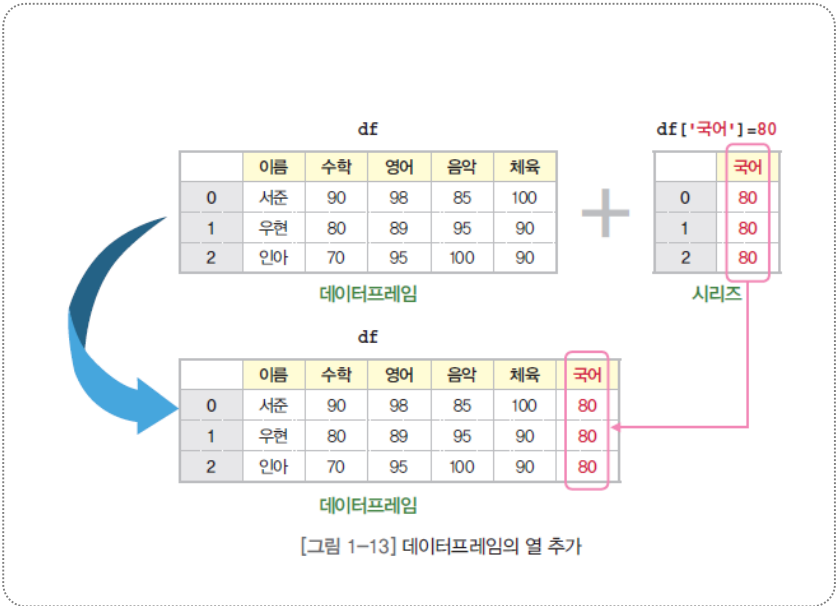 df
df['국어']=80
이름 수학 영어 음악 체육
0 서준 90 98 85 100
1 우현 80 89 95 90
2 인아 70 95 100 90
데이터프레임
+
국어
0 80
1 80
2 80
시리즈
df
이름 수학 영어 음악 체육 국어
0 서준 90 98 85 100 80
1 우현 80 89 95 90 80
2 인아 70 95 100 90 80
데이터프레임
[그림 1-13] 데이터프레임의 열 추가